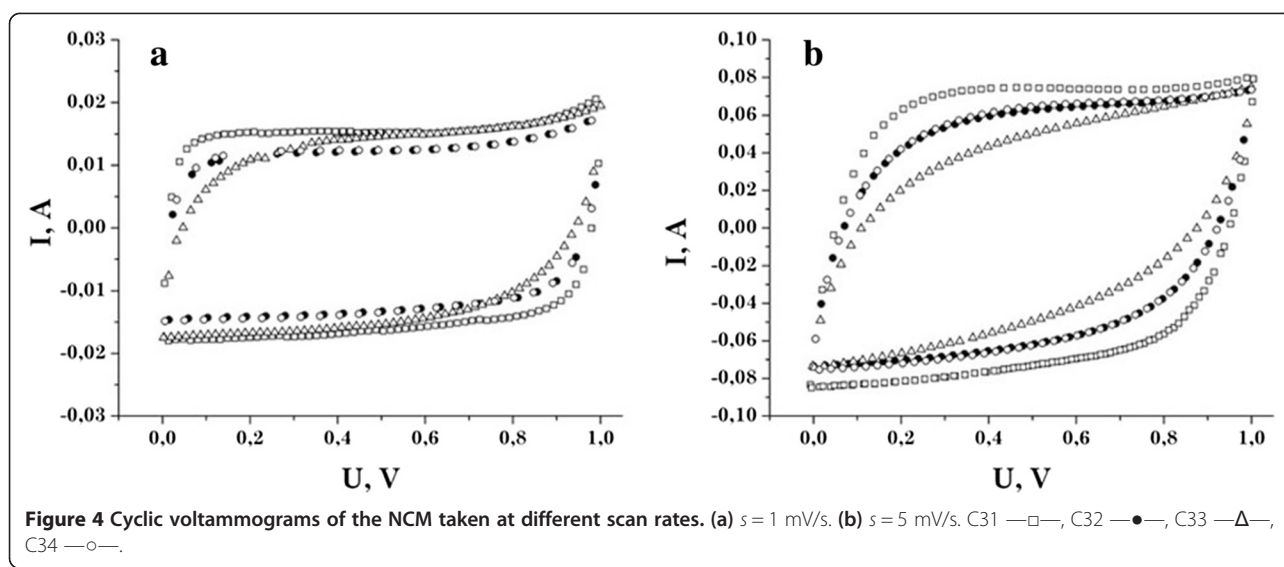 a
0,03
0,02
0,01
0,00
-0,01
-0,02
-0,03
I, A
0,0 0,2 0,4 0,6 0,8 1,0
U, V
b
0,10
0,08
0,06
0,04
0,02
0,00
-0,02
-0,04
-0,06
-0,08
-0,10
I, A
0,0 0,2 0,4 0,6 0,8 1,0
U, V
Figure 4 Cyclic voltammograms of the NCM taken at different scan rates. (a) s = 1 mV/s. (b) s = 5 mV/s. C31 —□—, C32 —●—, C33 —Δ—,
C34 —○—.